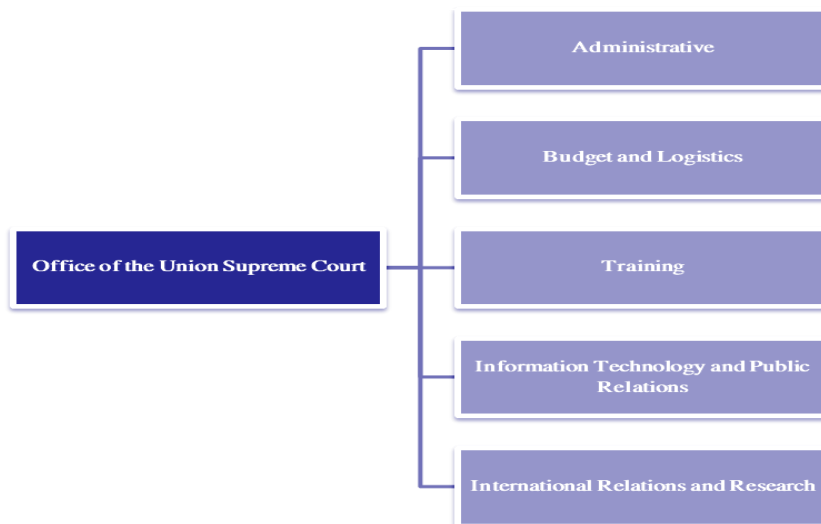 Administrative
Budget and Logistics
Office of the Union Supreme Court
Training
Information Technology and Public
Relations
International Relations and Research